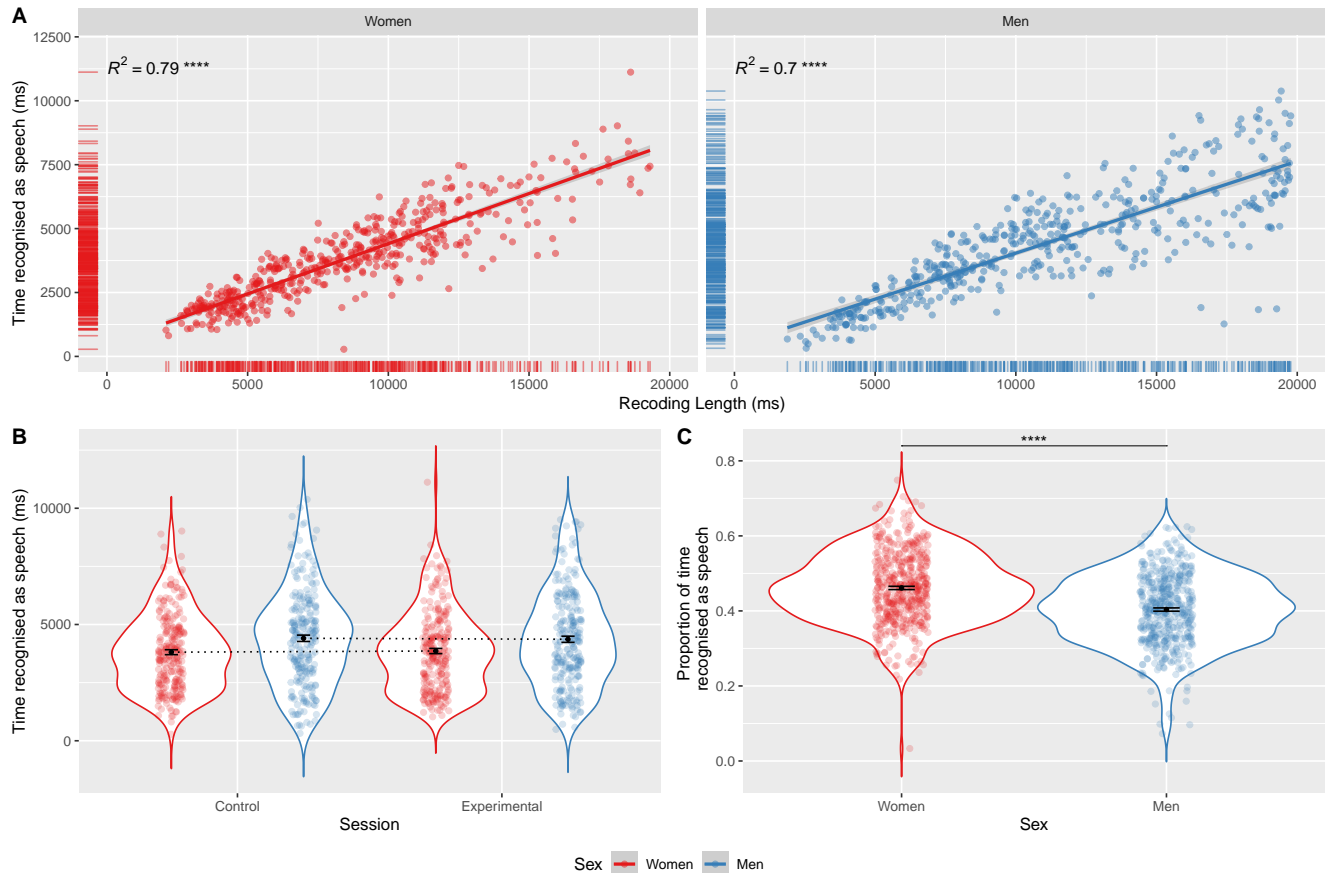 A
Women
Men
Time recognised as speech (ms)
12500
10000
7500
5000
2500
0
R² = 0.79 ****
R² = 0.7 ****
0 5000 10000 15000 20000
0 5000 10000 15000 20000
Recoding Length (ms)
B
Time recognised as speech (ms)
10000
5000
0
Control
Experimental
Session
C
Proportion of time
recognised as speech
0.8
0.6
0.4
0.2
0.0
****
Women
Men
Sex
Sex Women Men